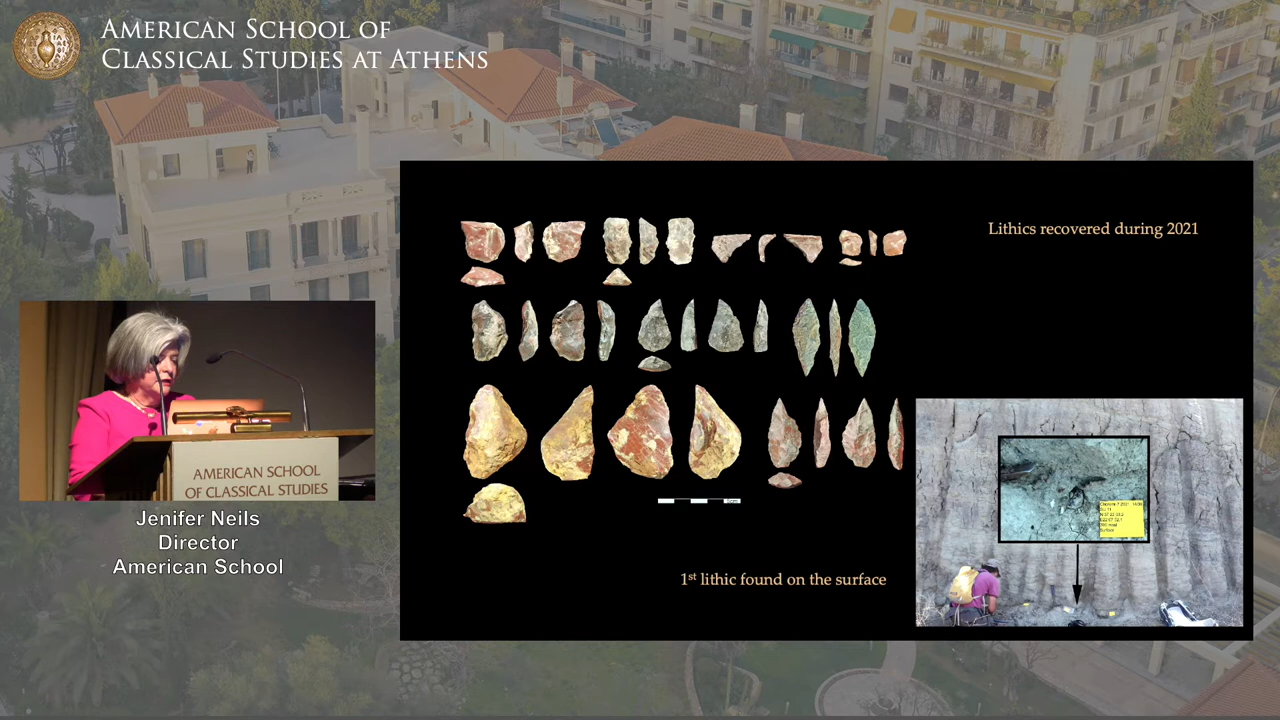 AMERICAN SCHOOL OF
CLASSICAL STUDIES AT ATHENS
Lithics recovered during 2021
AMERICAN SCHOOL
OF CLASSICAL STUDIES
Jenifer Neils
Director
American School
1st lithic found on the surface